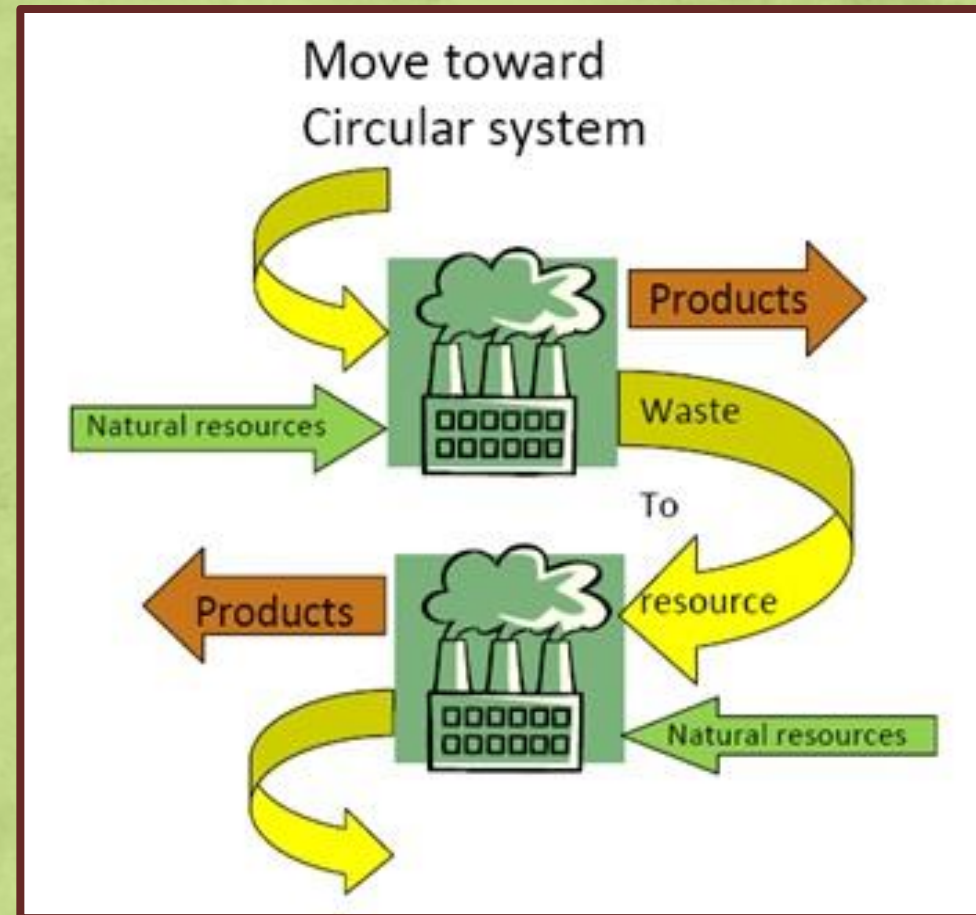 Move toward
Circular system
Products
Natural resources
Waste
To
resource
Products
Natural resources